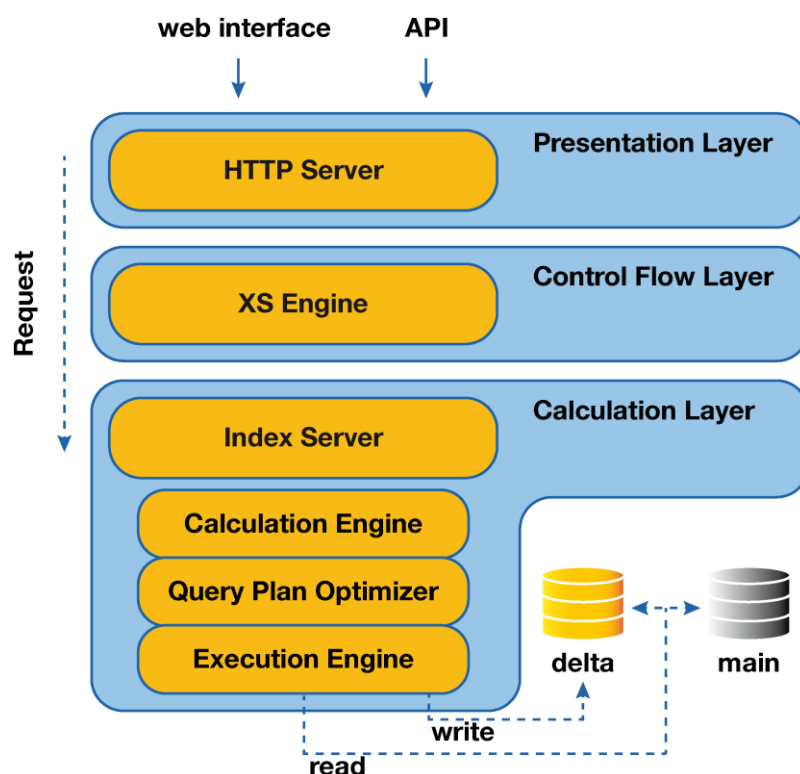 web interface
API
Presentation Layer
HTTP Server
Request
Control Flow Layer
XS Engine
Calculation Layer
Index Server
Calculation Engine
Query Plan Optimizer
Execution Engine
delta
main
write
read